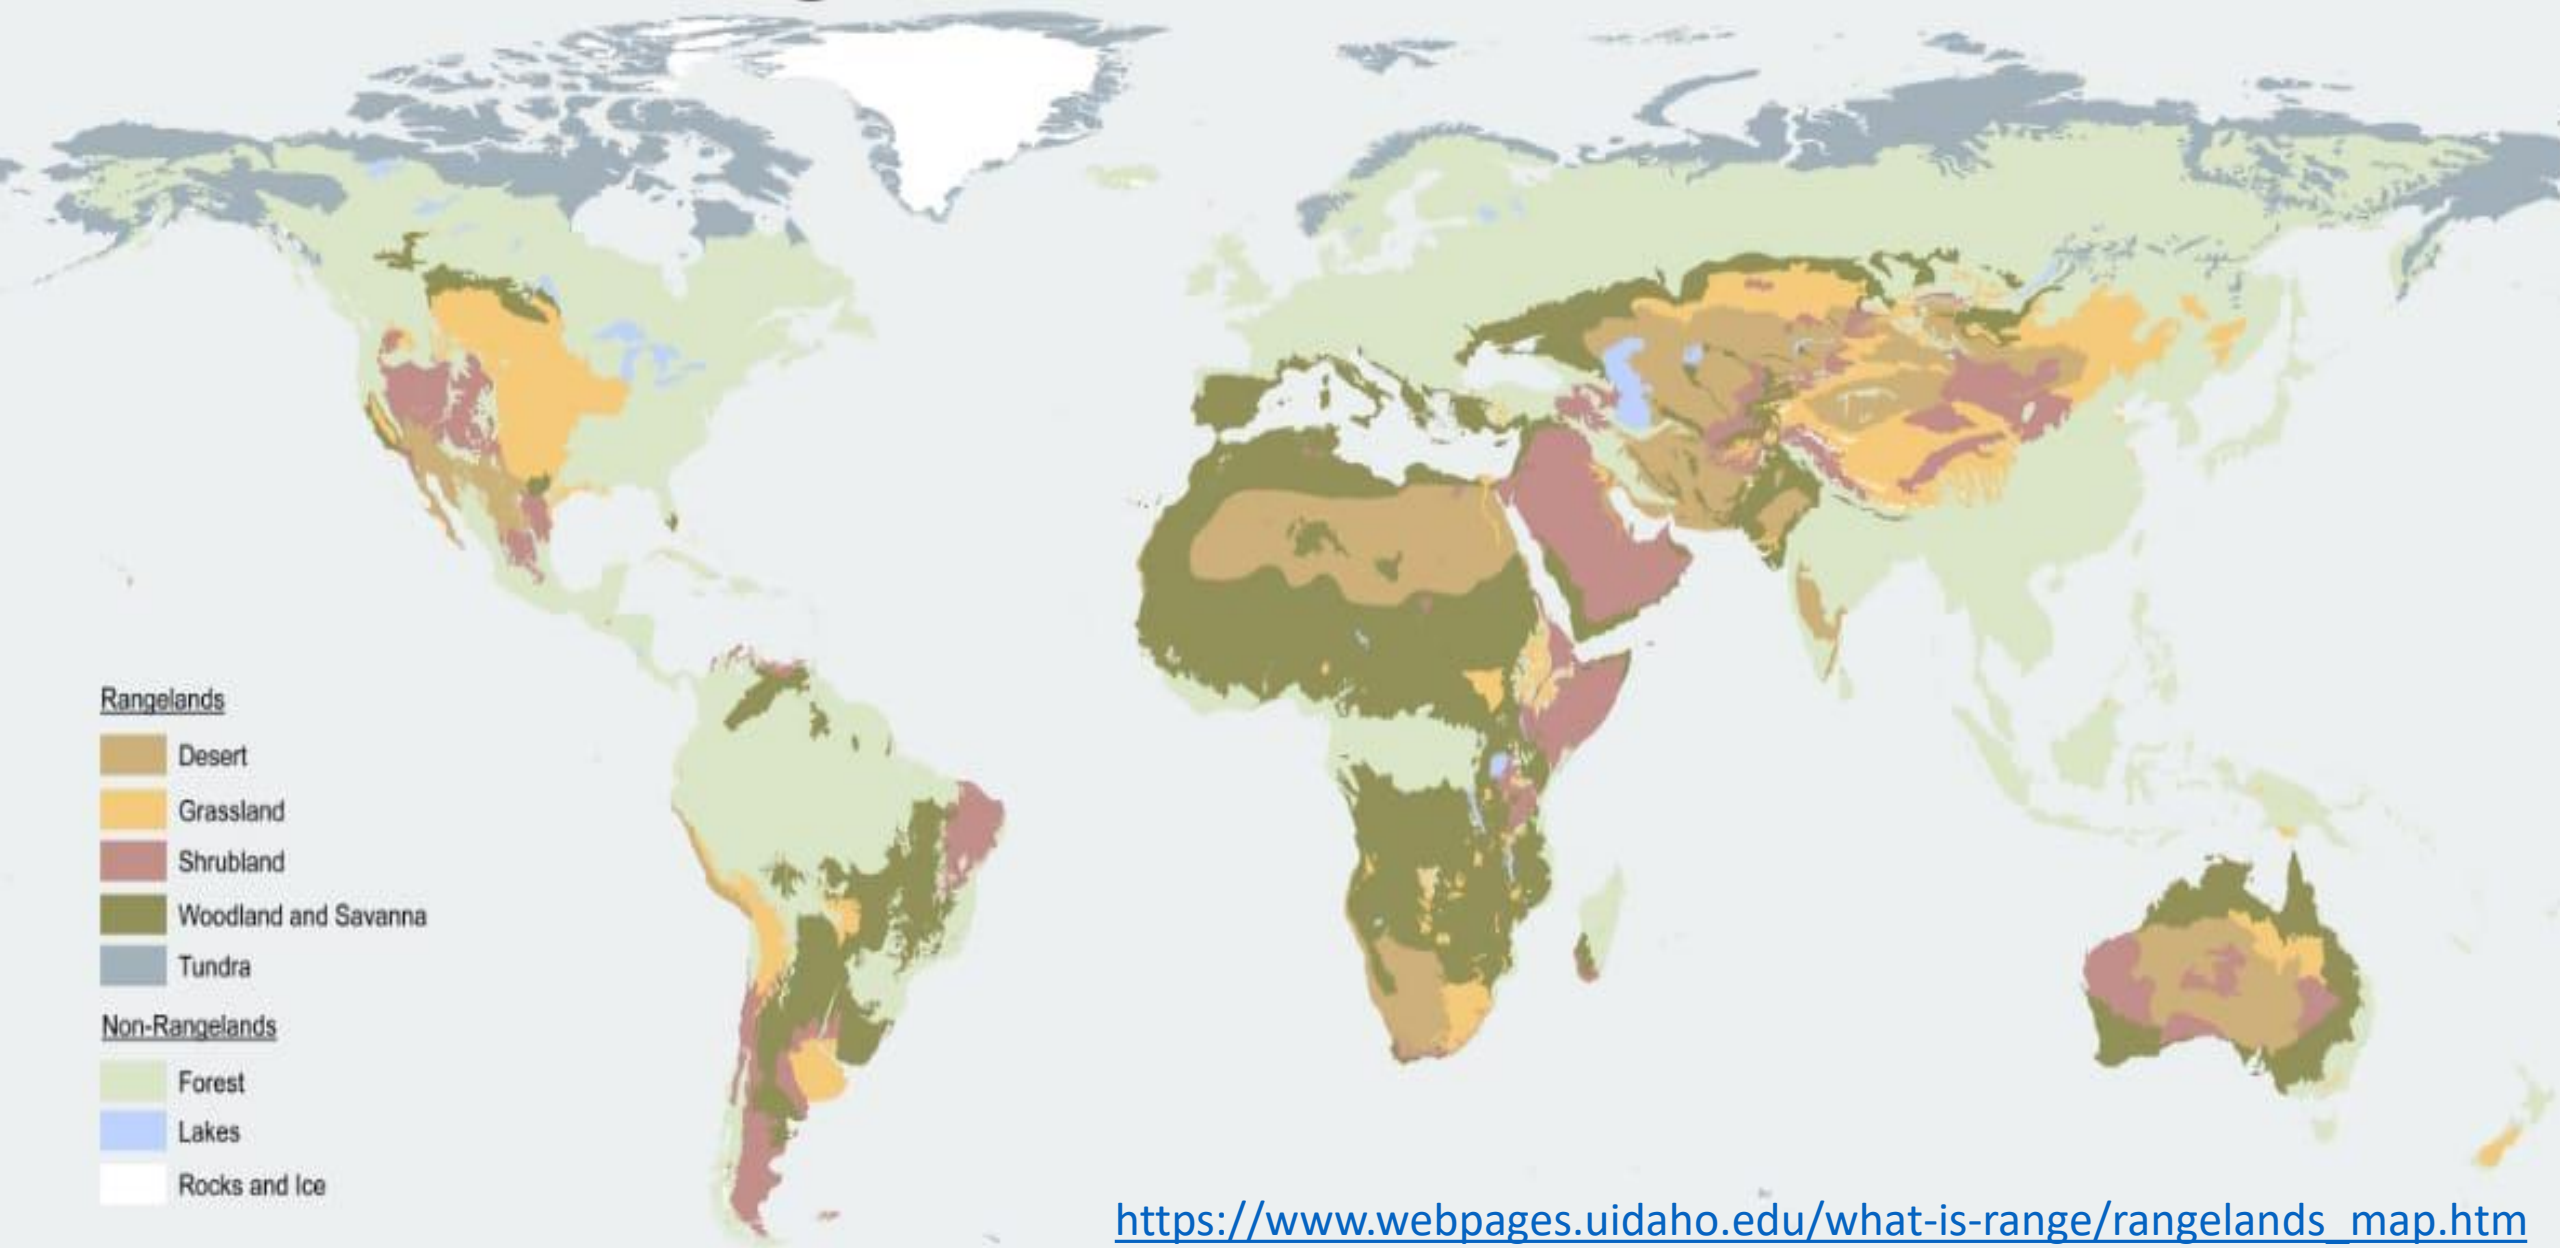 Rangelands
Desert
Grassland
Shrubland
Woodland and Savanna
Tundra
Non-Rangelands
Forest
Lakes
Rocks and Ice
https://www.webpages.uidaho.edu/what-is-range/rangelands_map.htm